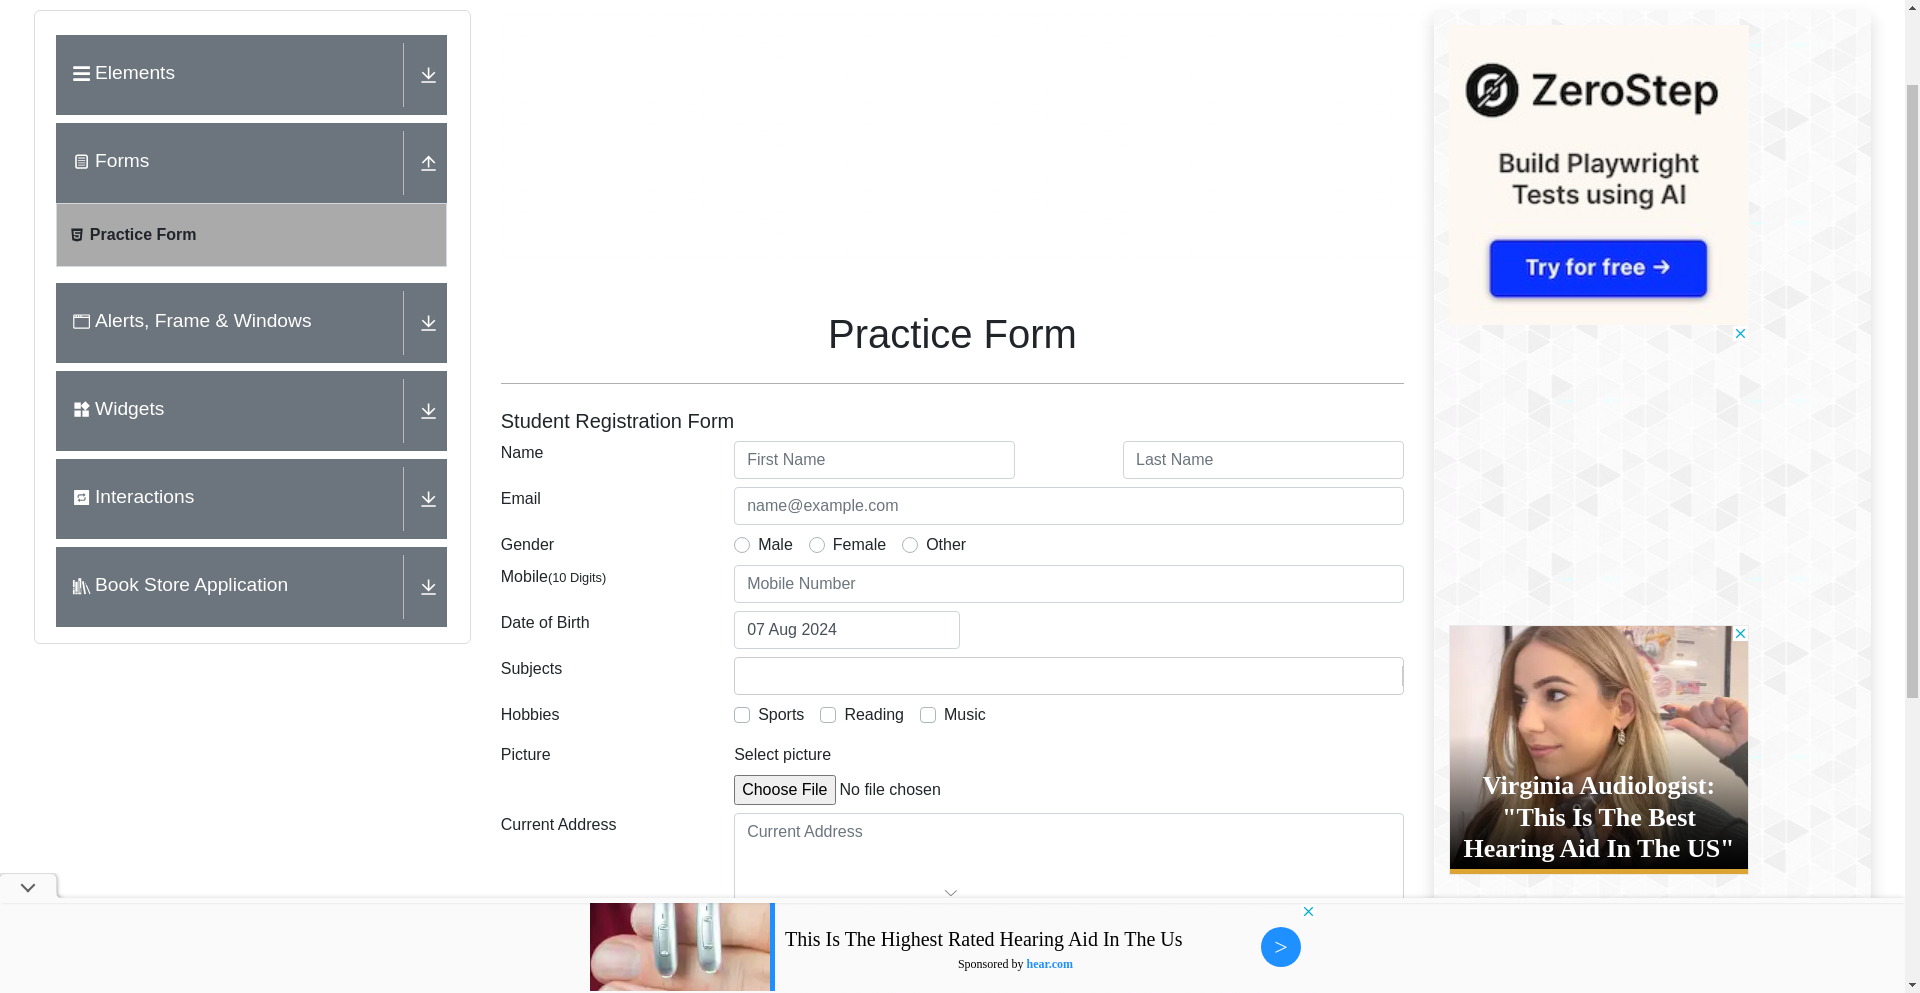 Elements
Forms
Practice Form
Alerts, Frame & Windows
Widgets
Interactions
Book Store Application
Practice Form
Student Registration Form
Name
First Name
Last Name
Email
name@example.com
Gender
Male
Female
Other
Mobile(10 Digits)
Mobile Number
Date of Birth
07 Aug 2024
Subjects
Hobbies
Sports
Reading
Music
Picture
Select picture
Choose File No file chosen
Current Address
Current Address
ZeroStep
Build Playwright
Tests using AI
Try for free →
Virginia Audiologist:
"This Is The Best
Hearing Aid In The US"
This Is The Highest Rated Hearing Aid In The Us
Sponsored by hear.com
>